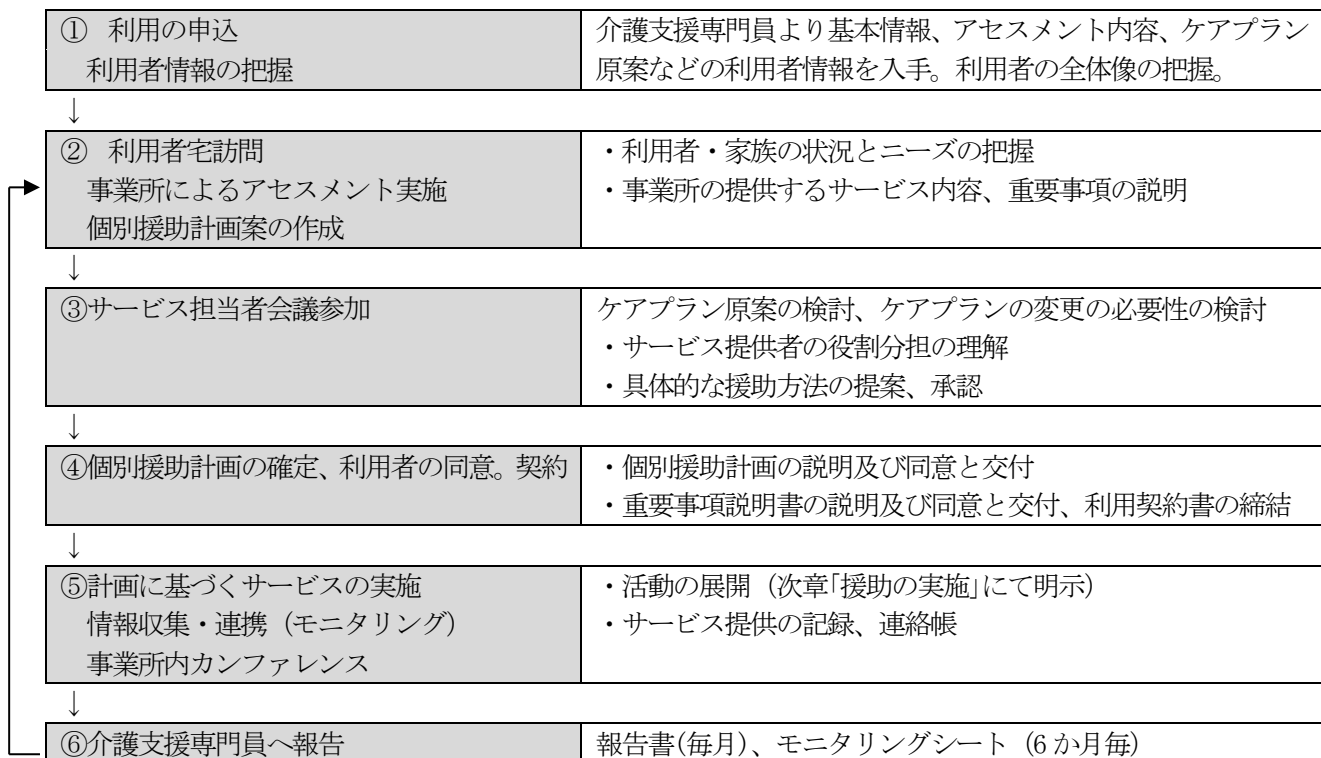 ① 利用の申込
利用者情報の把握
介護支援専門員より基本情報、アセスメント内容、ケアプラン
原案などの利用者情報を入手。利用者の全体像の把握。
↓
② 利用者宅訪問
事業所によるアセスメント実施
個別援助計画案の作成
・利用者・家族の状況とニーズの把握
・事業所の提供するサービス内容、重要事項の説明
↓
③サービス担当者会議参加
ケアプラン原案の検討、ケアプランの変更の必要性の検討
・サービス提供者の役割分担の理解
・具体的な援助方法の提案、承認
↓
④個別援助計画の確定、利用者の同意。契約
・個別援助計画の説明及び同意と交付
・重要事項説明書の説明及び同意と交付、利用契約書の締結
↓
⑤計画に基づくサービスの実施
情報収集・連携（モニタリング）
事業所内カンファレンス
・活動の展開（次章｢援助の実施｣にて明示）
・サービス提供の記録、連絡帳
↓
⑥介護支援専門員へ報告
報告書(毎月)、モニタリングシート（6 か月毎）